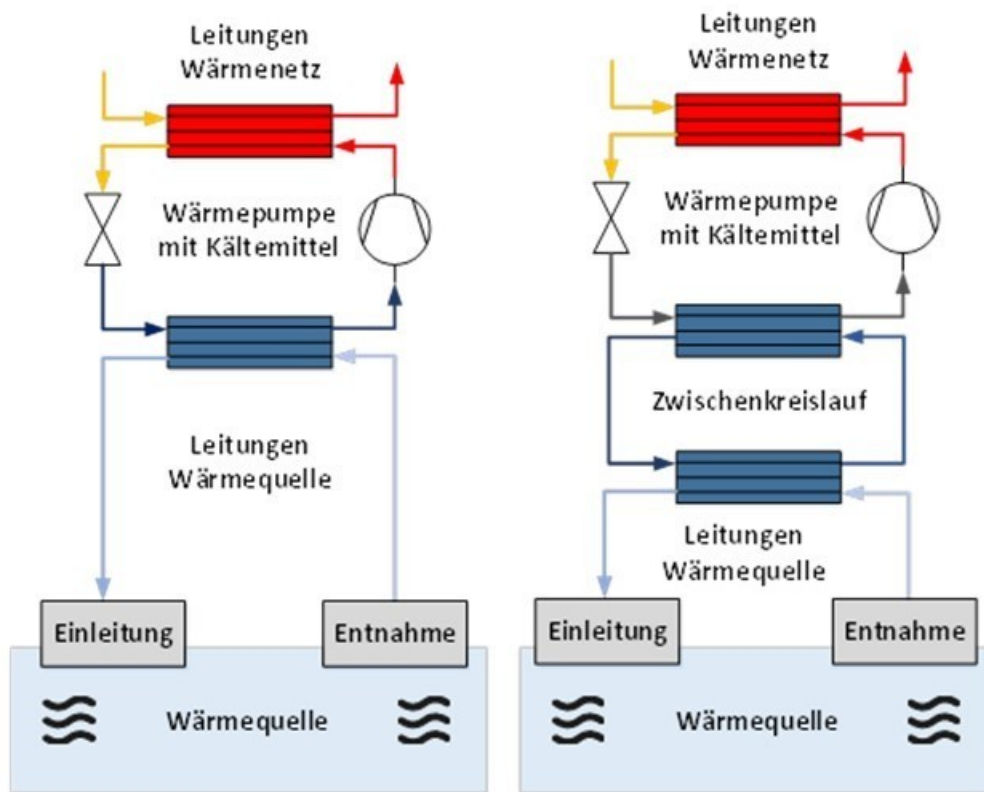 Leitungen
Wärmenetz
Wärmepumpe
mit Kältemittel
Leitungen
Wärmequelle
Einleitung
Entnahme
Wärmequelle
Leitungen
Wärmenetz
Wärmepumpe
mit Kältemittel
Zwischenkreislauf
Leitungen
Wärmequelle
Einleitung
Entnahme
Wärmequelle